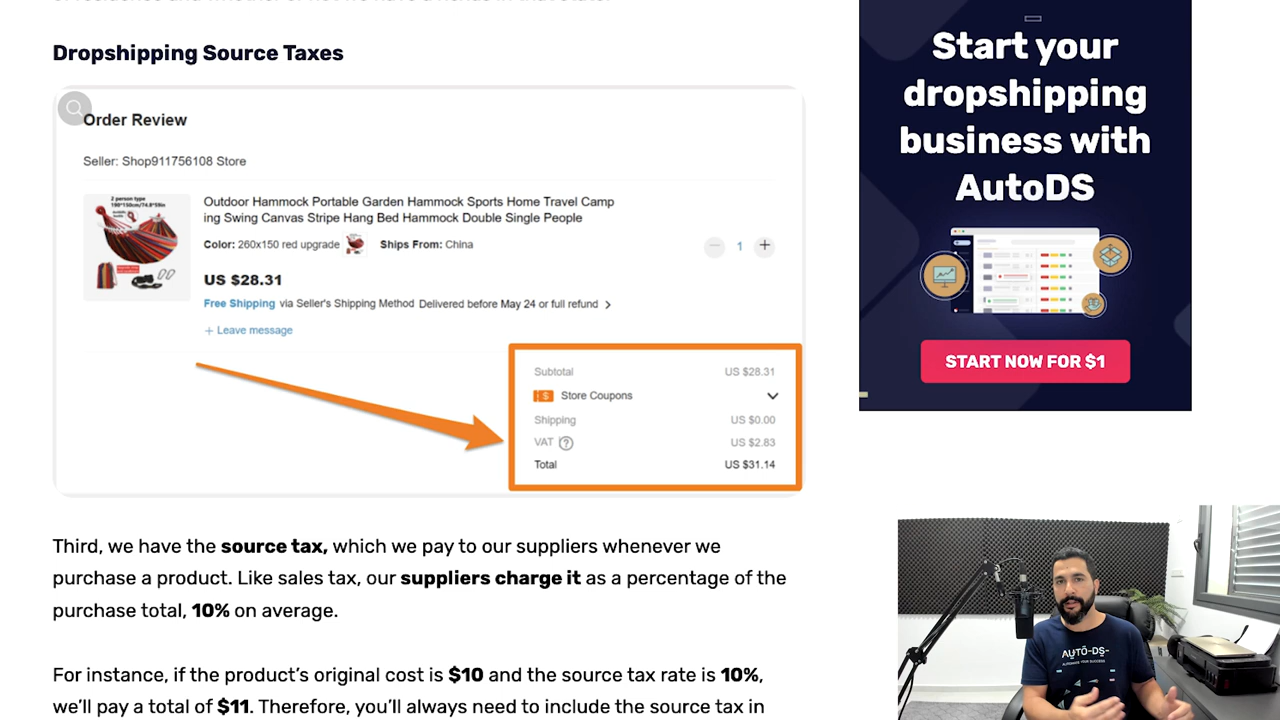 Dropshipping Source Taxes
Order Review
Seller: Shop911756108 Store
2 person type
Outdoor Hammock Portable Garden Hammock Sports Home Travel Camp
ing Swing Canvas Stripe Hang Bed Hammock Double Single People
Color: 260x150 red upgrade Ships From: China
1
US $28.31
Free Shipping via Seller's Shipping Method Delivered before May 24 or full refund
+ Leave message
Subtotal US $28.31
$ Store Coupons
Shipping US $0.00
VAT ? US $2.83
Total US $31.14
Third, we have the source tax, which we pay to our suppliers whenever we
purchase a product. Like sales tax, our suppliers charge it as a percentage of the
purchase total, 10% on average.
For instance, if the product's original cost is $10 and the source tax rate is 10%,
we'll pay a total of $11. Therefore, you'll always need to include the source tax in
Start your
dropshipping
business with
AutoDS
START NOW FOR $1
AUTO-DS-
AUTOMATE YOUR SUCCESS